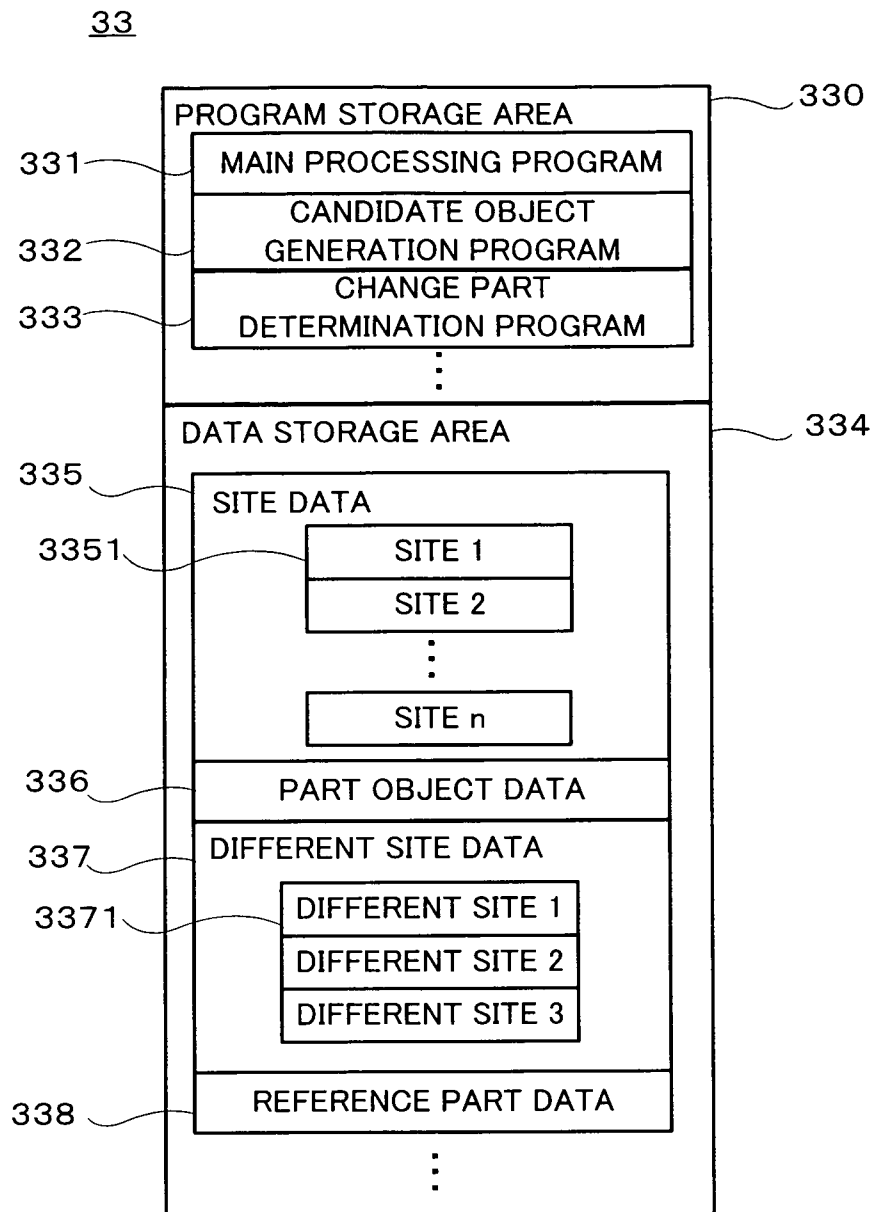 33
330
PROGRAM STORAGE AREA
331
MAIN PROCESSING PROGRAM
CANDIDATE OBJECT
332
GENERATION PROGRAM
CHANGE PART
333
DETERMINATION PROGRAM
DATA STORAGE AREA
334
335
SITE DATA
3351
SITE 1
SITE 2
SITE n
336
PART OBJECT DATA
337
DIFFERENT SITE DATA
3371
DIFFERENT SITE 1
DIFFERENT SITE 2
DIFFERENT SITE 3
338
REFERENCE PART DATA